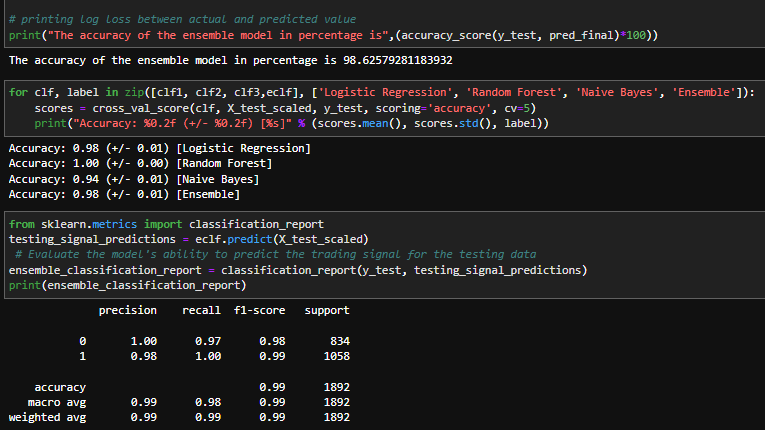 # printing log loss between actual and predicted value
print("The accuracy of the ensemble model in percentage is",(accuracy_score(y_test, pred_final)*100))
The accuracy of the ensemble model in percentage is 98.62579281183932
for clf, label in zip([clf1, clf2, clf3,eclf], ['Logistic Regression', 'Random Forest', 'Naive Bayes', 'Ensemble']):
    scores = cross_val_score(clf, X_test_scaled, y_test, scoring='accuracy', cv=5)
    print("Accuracy: %0.2f (+/- %0.2f) [%s]" % (scores.mean(), scores.std(), label))
Accuracy: 0.98 (+/- 0.01) [Logistic Regression]
Accuracy: 1.00 (+/- 0.00) [Random Forest]
Accuracy: 0.94 (+/- 0.01) [Naive Bayes]
Accuracy: 0.98 (+/- 0.01) [Ensemble]
from sklearn.metrics import classification_report
testing_signal_predictions = eclf.predict(X_test_scaled)
 # Evaluate the model's ability to predict the trading signal for the testing data
ensemble_classification_report = classification_report(y_test, testing_signal_predictions)
print(ensemble_classification_report)
              precision    recall  f1-score   support
           0       1.00      0.97      0.98       834
           1       0.98      1.00      0.99      1058
    accuracy                           0.99      1892
   macro avg       0.99      0.98      0.99      1892
weighted avg       0.99      0.99      0.99      1892